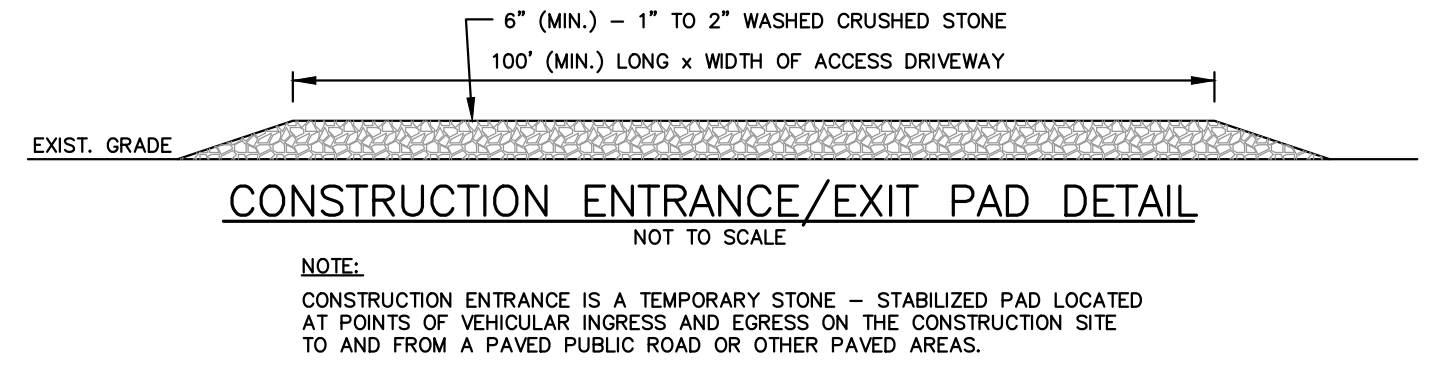 6" (MIN.) – 1" TO 2" WASHED CRUSHED STONE
100' (MIN.) LONG x WIDTH OF ACCESS DRIVEWAY
EXIST. GRADE
CONSTRUCTION ENTRANCE/EXIT PAD DETAIL
NOT TO SCALE
NOTE:
CONSTRUCTION ENTRANCE IS A TEMPORARY STONE – STABILIZED PAD LOCATED
AT POINTS OF VEHICULAR INGRESS AND EGRESS ON THE CONSTRUCTION SITE
TO AND FROM A PAVED PUBLIC ROAD OR OTHER PAVED AREAS.